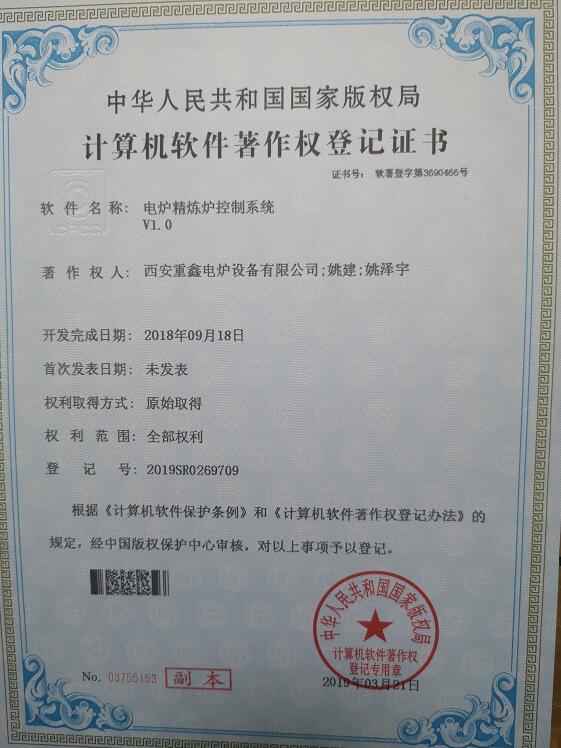 中华人民共和国国家版权局
计算机软件著作权登记证书
证书号： 软著登字第3690466号
CPCC
软件名称： 电炉精炼炉控制系统
V1.0
著作权人： 西安重鑫电炉设备有限公司;姚建;姚泽宇
开发完成日期： 2018年09月18日
首次发表日期： 未发表
权利取得方式： 原始取得
权利范围： 全部权利
登记号： 2019SR0269709
根据《计算机软件保护条例》和《计算机软件著作权登记办法》的
规定，经中国版权保护中心审核，对以上事项予以登记。
中华人民共和国国家版权局
计算机软件著作权
登记专用章
No. 03755153 副本
2019年03月21日